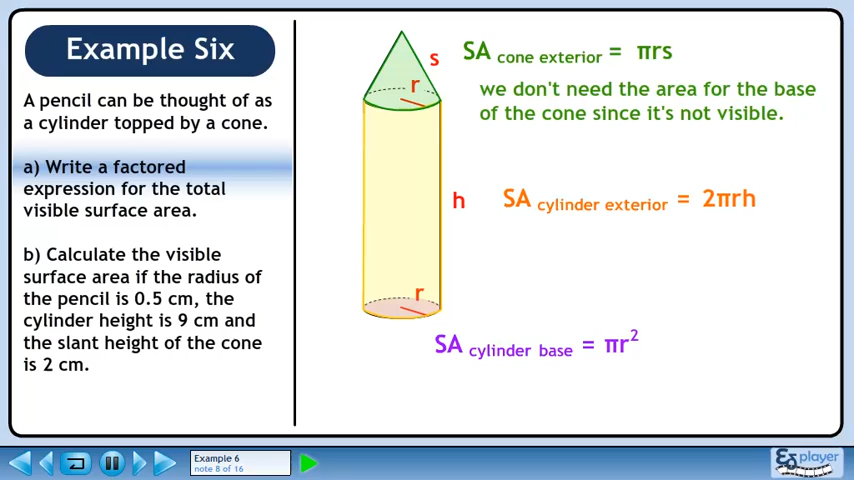 Example Six
A pencil can be thought of as
a cylinder topped by a cone.
a) Write a factored
expression for the total
visible surface area.
b) Calculate the visible
surface area if the radius of
the pencil is 0.5 cm, the
cylinder height is 9 cm and
the slant height of the cone
is 2 cm.
s
r
SA cone exterior = πrs
we don't need the area for the base
of the cone since it's not visible.
h
SA cylinder exterior = 2πrh
r
SA cylinder base = πr²
Example 6
note 8 of 16
player